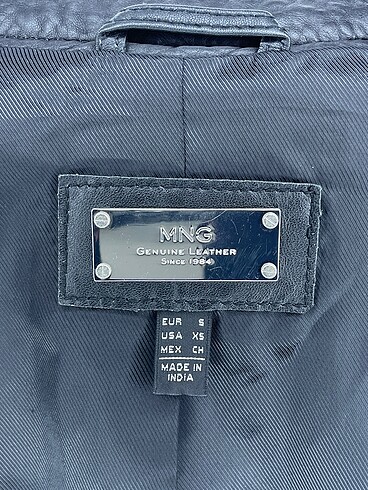 MNG
GENUINE LEATHER
SINCE 1984
EUR S
USA XS
MEX CH
MADE IN
INDIA